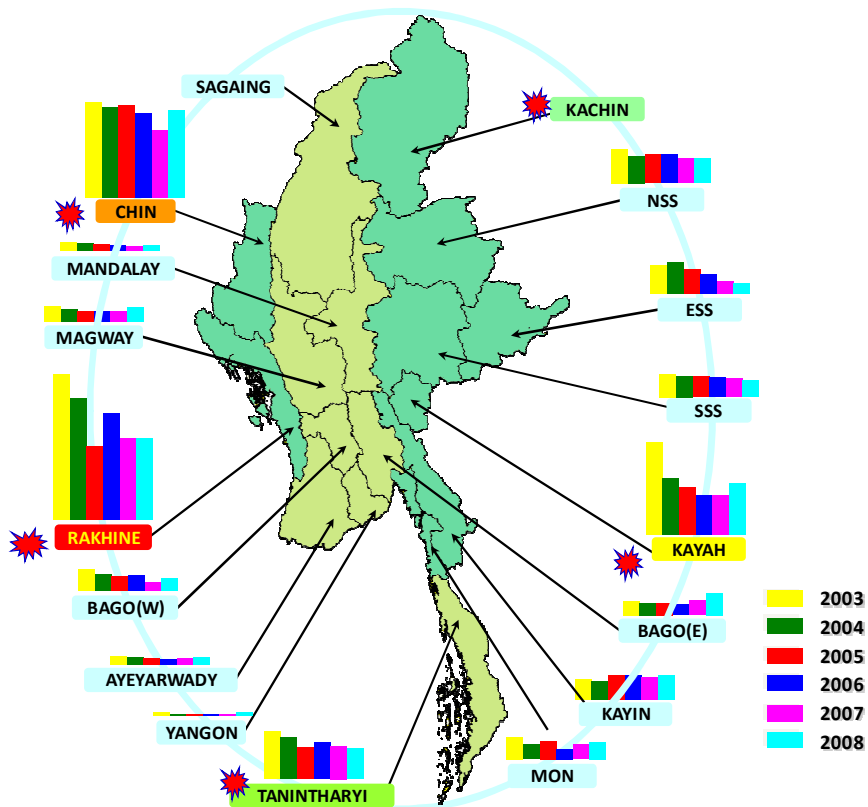 SAGAING
KACHIN
NSS
CHIN
MANDALAY
ESS
MAGWAY
SSS
RAKHINE
KAYAH
BAGO(W)
BAGO(E)
AYEYARWADY
KAYIN
YANGON
MON
TANINTHARYI
2003
2004
2005
2006
2007
2008